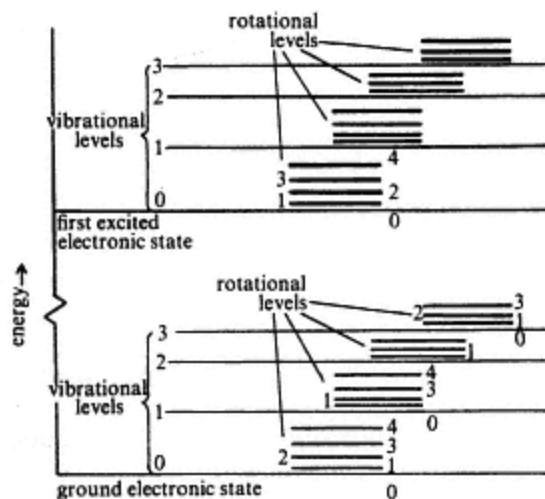 rotational
levels
3
2
vibrational
levels
1
4
3
2
0
1
0
first excited
electronic state
energy→
rotational
levels
2
3
1
0
3
2
1
vibrational
levels
4
3
1
1
0
4
3
0
2
1
ground electronic state
0